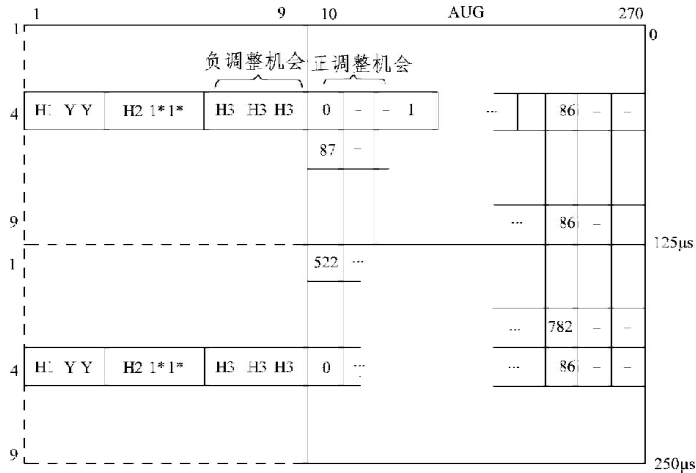 1 9 10 AUG 270
1 0
负调整机会 正调整机会
4 H1 Y Y H2 1* 1* H3 H3 H3 0 - - 1 ... 86 - -
87 -
9 ... 86 -
125μs
1 522 ...
... 782 - -
4 H1 Y Y H2 1* 1* H3 H3 H3 0 ... ... 86 - -
9
250μs